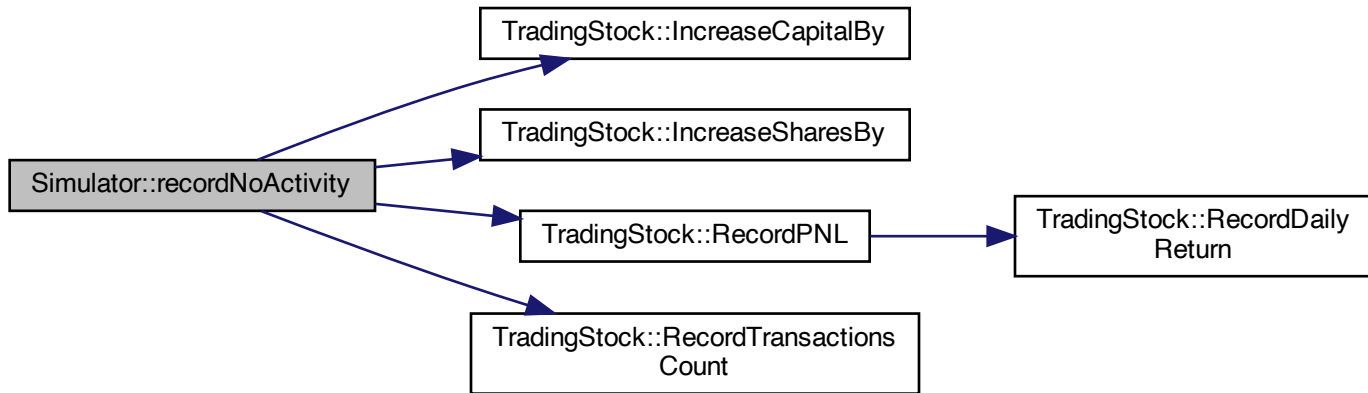 TradingStock::IncreaseCapitalBy
TradingStock::IncreaseSharesBy
Simulator::recordNoActivity
TradingStock::RecordPNL
TradingStock::RecordDaily
Return
TradingStock::RecordTransactions
Count